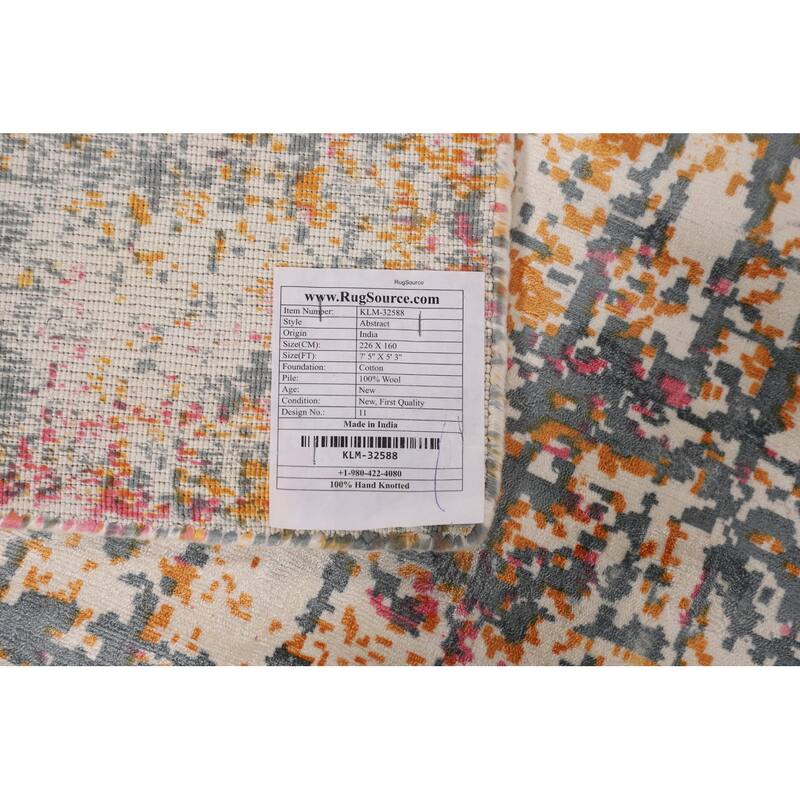 RugSource
www.RugSource.com
Item Number: KLM-32588
Style Abstract
Origin India
Size(CM): 226 X 160
Size(FT): 7' 5" X 5' 3"
Foundation: Cotton
Pile: 100% Wool
Age: New
Condition: New, First Quality
Design No.: 11
Made in India
KLM-32588
+1-980-422-4080
100% Hand Knotted